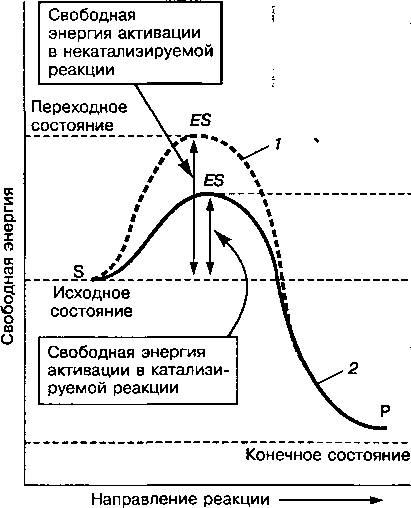 Свободная
энергия активации
в некатализируемой
реакции
Переходное
состояние
ES
1
ES
S
Исходное
состояние
Свободная энергия
активации в катализи-
руемой реакции
2
P
Конечное состояние
Свободная энергия
Направление реакции